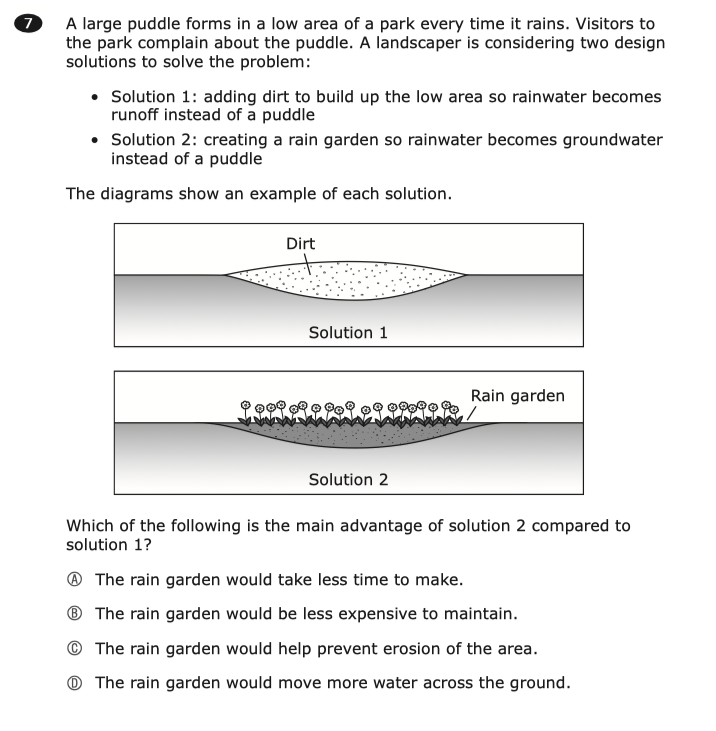 7 A large puddle forms in a low area of a park every time it rains. Visitors to
the park complain about the puddle. A landscaper is considering two design
solutions to solve the problem:
• Solution 1: adding dirt to build up the low area so rainwater becomes
runoff instead of a puddle
• Solution 2: creating a rain garden so rainwater becomes groundwater
instead of a puddle
The diagrams show an example of each solution.
Dirt
Solution 1
Rain garden
Solution 2
Which of the following is the main advantage of solution 2 compared to
solution 1?
Ⓐ The rain garden would take less time to make.
Ⓑ The rain garden would be less expensive to maintain.
Ⓒ The rain garden would help prevent erosion of the area.
Ⓓ The rain garden would move more water across the ground.